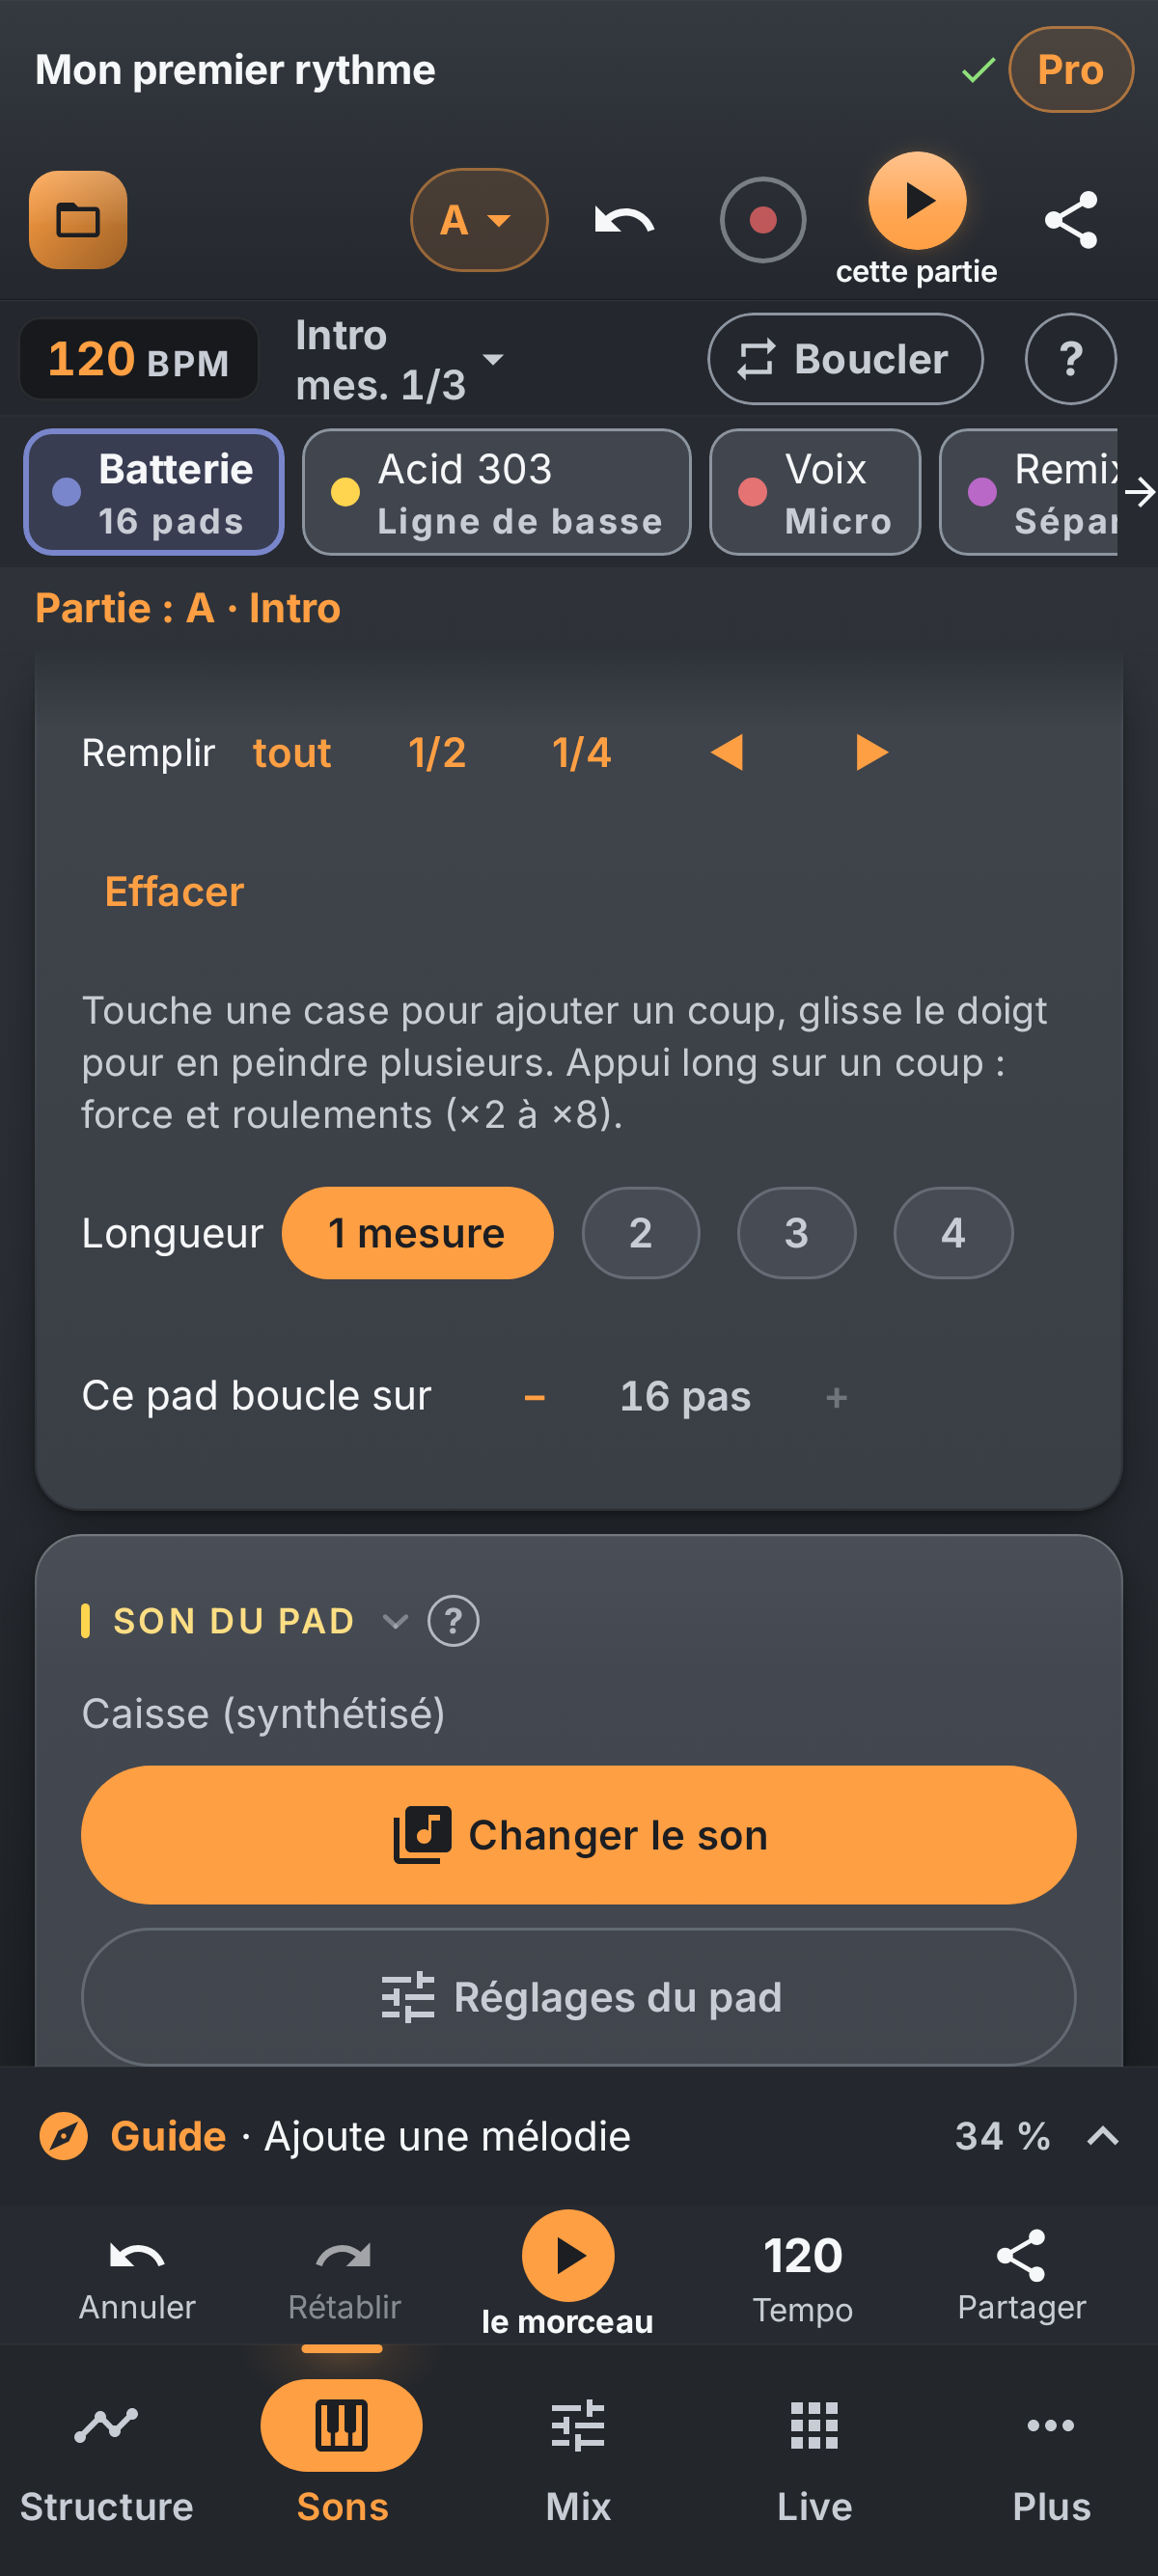 Mon premier rythme
Pro
A
cette partie
120 BPM
Intro
mes. 1/3
Boucler
?
Batterie
16 pads
Acid 303
Ligne de basse
Voix
Micro
Remix
Sépar
Partie : A · Intro
Remplir tout 1/2 1/4
Effacer
Touche une case pour ajouter un coup, glisse le doigt
pour en peindre plusieurs. Appui long sur un coup :
force et roulements (×2 à ×8).
Longueur 1 mesure 2 3 4
Ce pad boucle sur − 16 pas +
SON DU PAD ?
Caisse (synthétisé)
Changer le son
Réglages du pad
Guide · Ajoute une mélodie 34 %
Annuler
Rétablir
le morceau
120
Tempo
Partager
Structure
Sons
Mix
Live
Plus